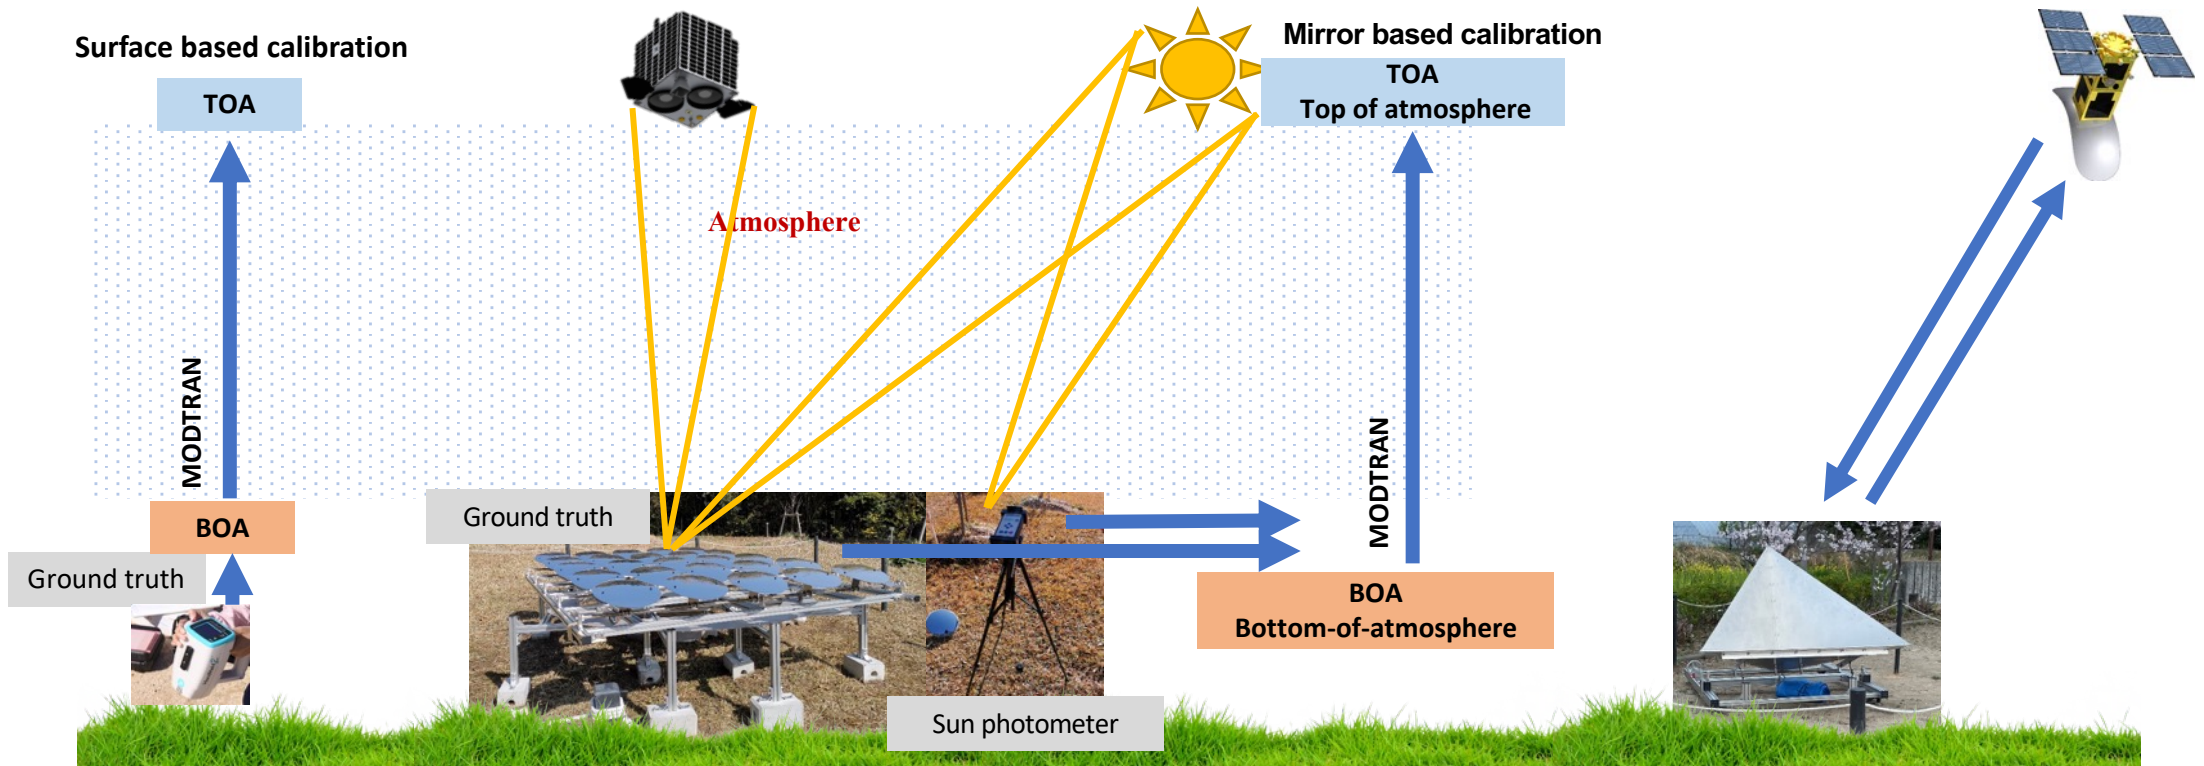 Surface based calibration
TOA
MODTRAN
BOA
Ground truth
Atmosphere
Ground truth
Sun photometer
Mirror based calibration
TOA
Top of atmosphere
MODTRAN
BOA
Bottom-of-atmosphere